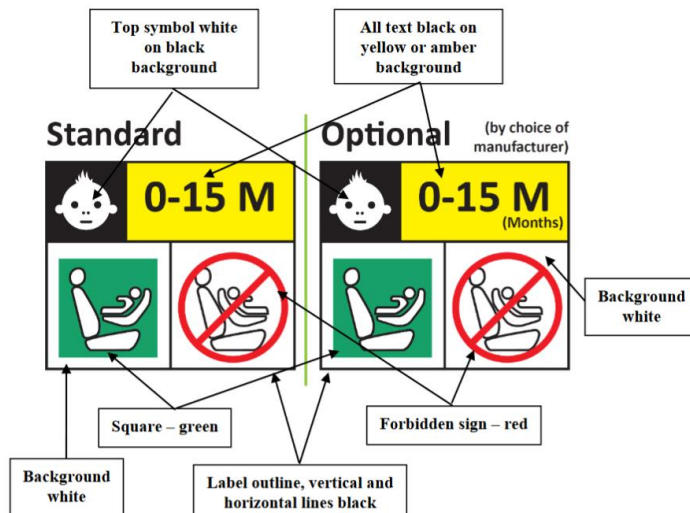 Top symbol white
on black
background
All text black on
yellow or amber
background
Standard
Optional
(by choice of
manufacturer)
0-15 M
0-15 M
(Months)
Background
white
Square – green
Forbidden sign – red
Background
white
Label outline, vertical and
horizontal lines black